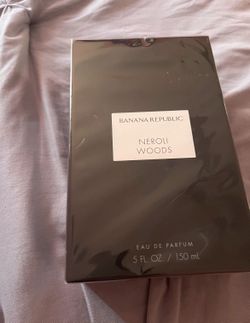 BANANA REPUBLIC
NEROLI
WOODS
EAU DE PARFUM
5 FL. OZ. / 150 mL